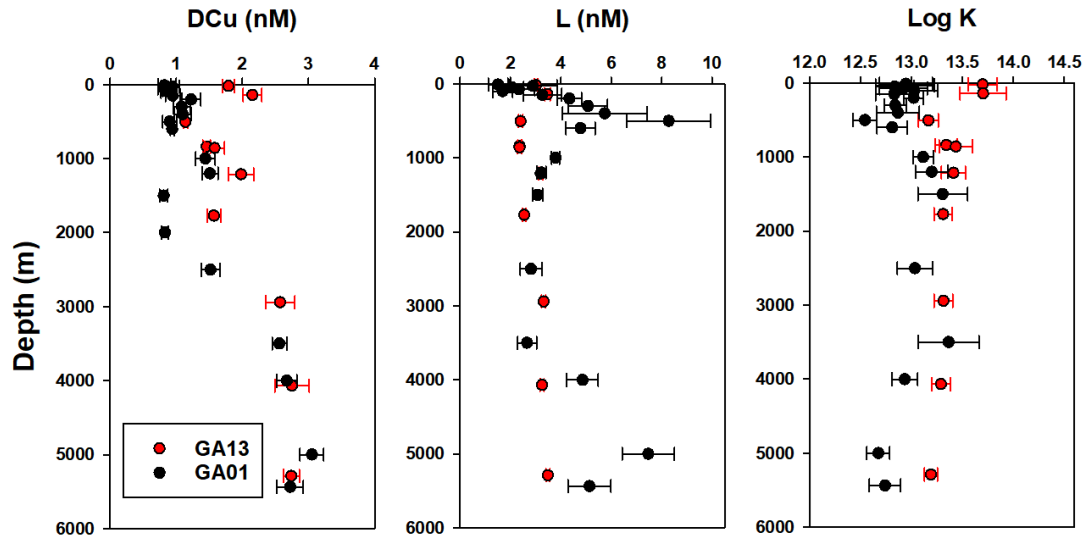 DCu (nM) L (nM) Log K
0 1 2 3 4 0 2 4 6 8 10 12.0 12.5 13.0 13.5 14.0 14.5
0 0 0
1000 1000 1000
2000 2000 2000
Depth (m)
3000 3000 3000
4000 4000 4000
GA13
5000 5000 5000
GA01
6000 6000 6000